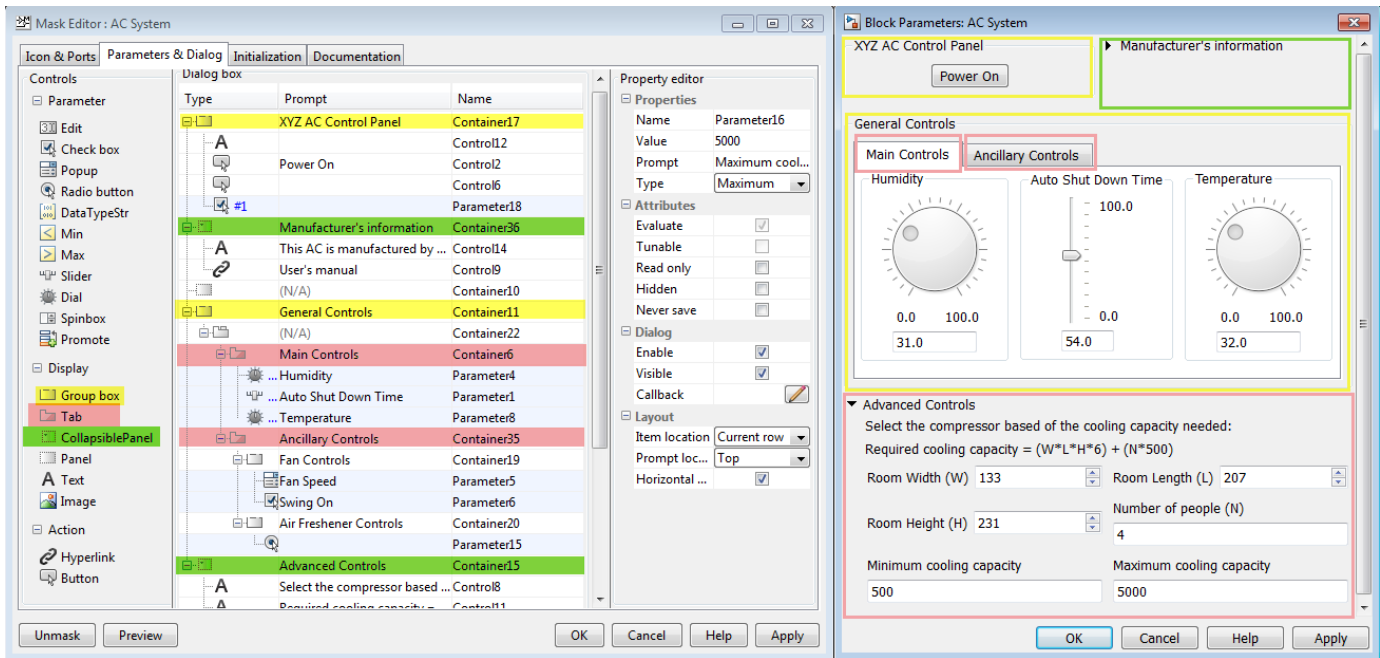 Mask Editor : AC System
Icon & Ports Parameters & Dialog Initialization Documentation
Controls
Parameter
Edit
Check box
Popup
Radio button
DataTypeStr
Min
Max
Slider
Dial
Spinbox
Promote
Display
Group box
Tab
CollapsiblePanel
Panel
Text
Image
Action
Hyperlink
Button
Dialog box
Type Prompt Name
XYZ AC Control Panel Container17
A Control12
Power On Control2
Control6
#1 Parameter18
Manufacturer's information Container36
A This AC is manufactured by ... Control14
User's manual Control9
(N/A) Container10
General Controls Container11
(N/A) Container22
Main Controls Container6
... Humidity Parameter4
... Auto Shut Down Time Parameter1
... Temperature Parameter8
Ancillary Controls Container35
Fan Controls Container19
Fan Speed Parameter5
Swing On Parameter6
Air Freshener Controls Container20
Parameter15
Advanced Controls Container15
A Select the compressor based ... Control8
A Required cooling capacity = Control11
Property editor
Properties
Name Parameter16
Value 5000
Prompt Maximum cool...
Type Maximum
Attributes
Evaluate
Tunable
Read only
Hidden
Never save
Dialog
Enable
Visible
Callback
Layout
Item location Current row
Prompt loc... Top
Horizontal ...
Unmask Preview OK Cancel Help Apply
Block Parameters: AC System
XYZ AC Control Panel
Power On
Manufacturer's information
General Controls
Main Controls Ancillary Controls
Humidity Auto Shut Down Time Temperature
100.0
0.0 100.0 0.0 0.0 100.0
31.0 54.0 32.0
Advanced Controls
Select the compressor based of the cooling capacity needed:
Required cooling capacity = (W*L*H*6) + (N*500)
Room Width (W) 133 Room Length (L) 207
Room Height (H) 231 Number of people (N)
4
Minimum cooling capacity Maximum cooling capacity
500 5000
OK Cancel Help Apply